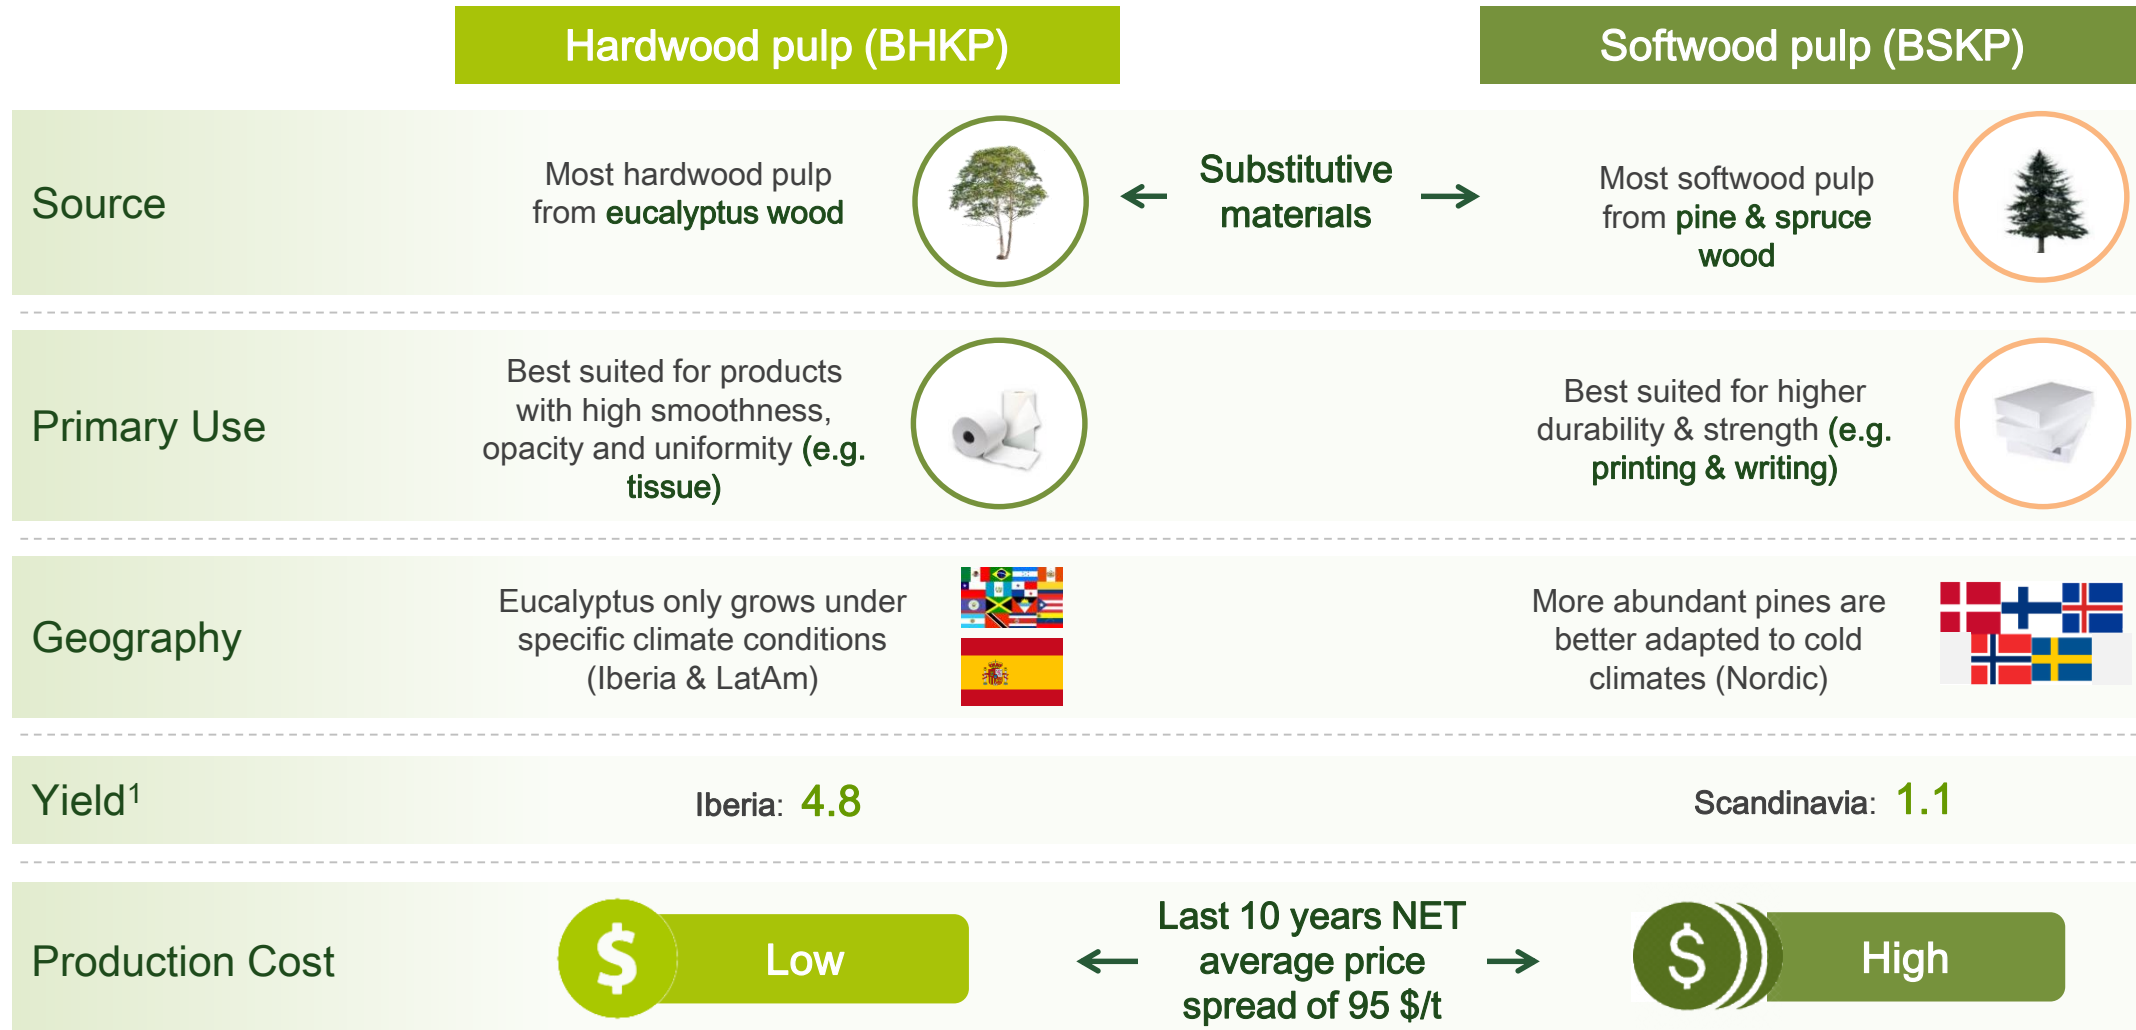 Hardwood pulp (BHKP)
Softwood pulp (BSKP)
Source
Most hardwood pulp
from eucalyptus wood
Substitutive
materials
Most softwood pulp
from pine & spruce
wood
Primary Use
Best suited for products
with high smoothness,
opacity and uniformity (e.g.
tissue)
Best suited for higher
durability & strength (e.g.
printing & writing)
Geography
Eucalyptus only grows under
specific climate conditions
(Iberia & LatAm)
More abundant pines are
better adapted to cold
climates (Nordic)
Yield1
Iberia: 4.8
Scandinavia: 1.1
Production Cost
$ Low
Last 10 years NET
average price
spread of 95 $/t
$ High